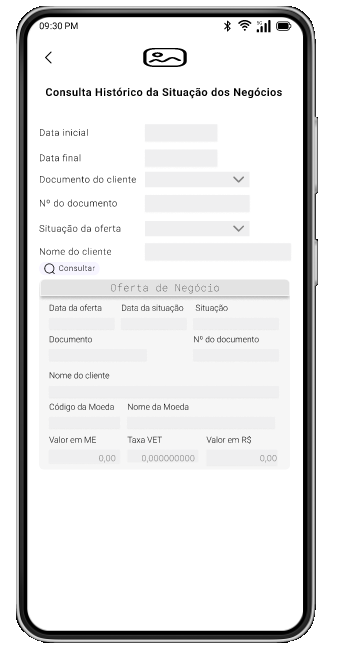 09:30 PM
Consulta Histórico da Situação dos Negócios
Data inicial
Data final
Documento do cliente
Nº do documento
Situação da oferta
Nome do cliente
Consultar
Oferta de Negócio
Data da oferta Data da situação Situação
Documento Nº do documento
Nome do cliente
Código da Moeda Nome da Moeda
Valor em ME Taxa VET Valor em R$
0,00 0,000000000 0,00